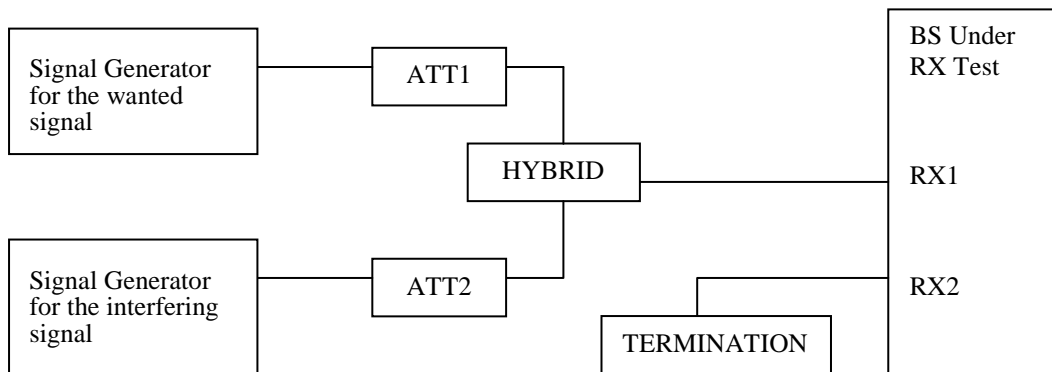 Signal Generator
for the wanted
signal
ATT1
HYBRID
BS Under
RX Test
RX1
Signal Generator
for the interfering
signal
ATT2
RX2
TERMINATION